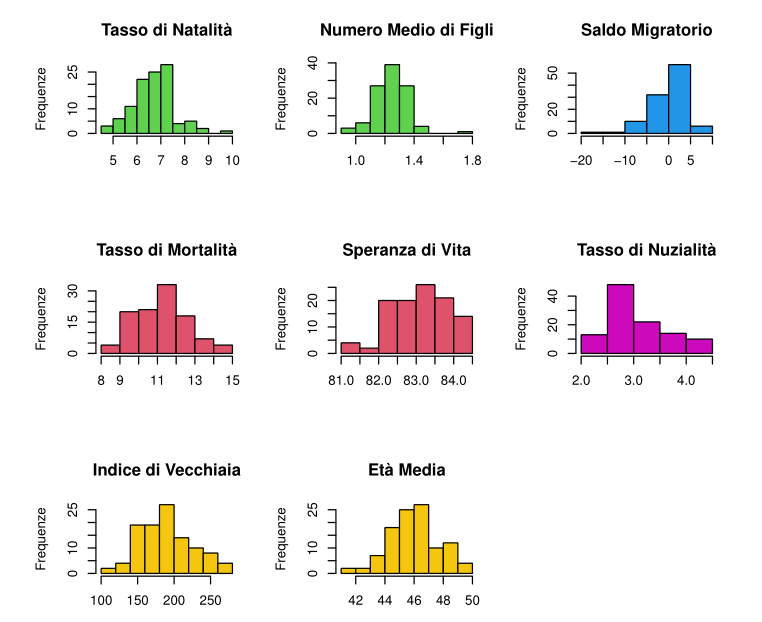 Tasso di Natalità
Numero Medio di Figli
Saldo Migratorio
Frequenze
0 10 25
5 6 7 8 9 10
Frequenze
0 20 40
1.0 1.4 1.8
Frequenze
0 20 50
−20 −10 0 5
Tasso di Mortalità
Speranza di Vita
Tasso di Nuzialità
Frequenze
0 15 30
8 9 11 13 15
Frequenze
0 10 20
81.0 82.0 83.0 84.0
Frequenze
0 20 40
2.0 3.0 4.0
Indice di Vecchiaia
Età Media
Frequenze
0 10 25
100 150 200 250
Frequenze
0 10 25
42 44 46 48 50